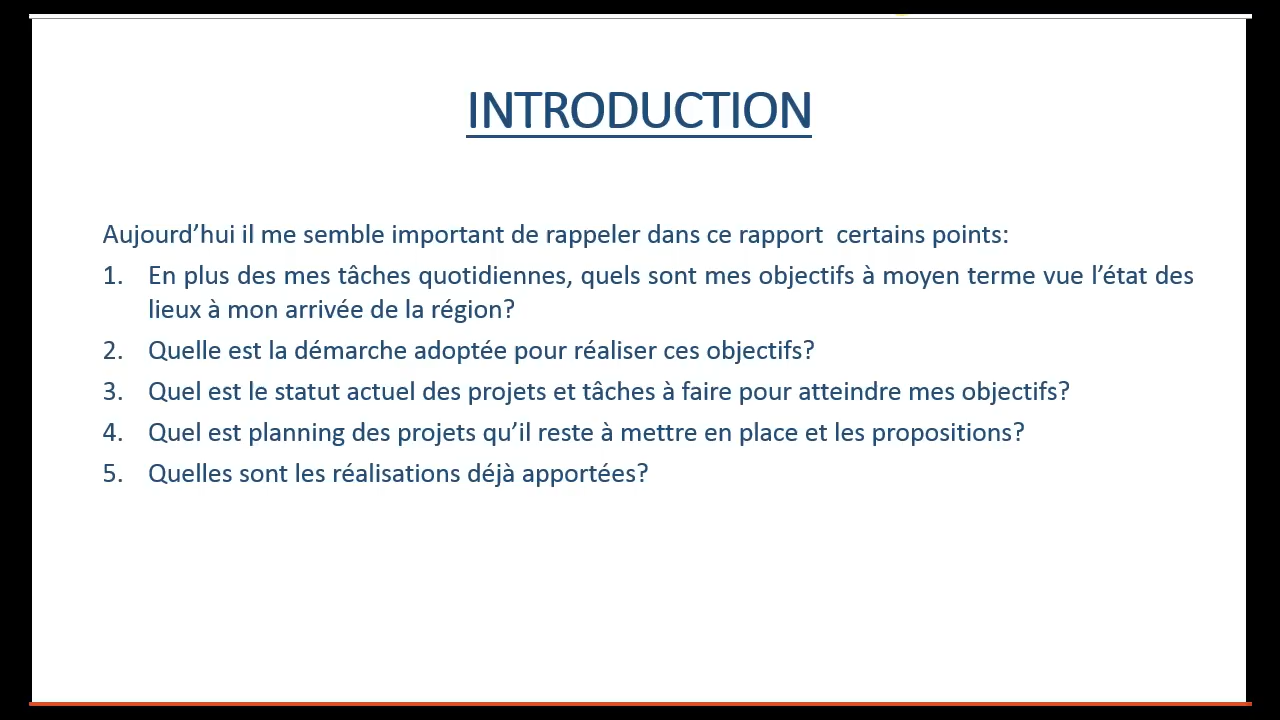 INTRODUCTION
Aujourd’hui il me semble important de rappeler dans ce rapport  certains points:
1. En plus des mes tâches quotidiennes, quels sont mes objectifs à moyen terme vue l’état des
lieux à mon arrivée de la région?
2. Quelle est la démarche adoptée pour réaliser ces objectifs?
3. Quel est le statut actuel des projets et tâches à faire pour atteindre mes objectifs?
4. Quel est planning des projets qu’il reste à mettre en place et les propositions?
5. Quelles sont les réalisations déjà apportées?